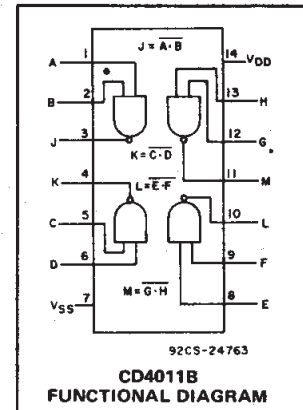 J = A·B
A 1 14 VDD
B 2 13 H
12 G
J 3 K = C·D
11 M
K 4 L = E·F
10 L
C 5
9 F
D 6
8 E
M = G·H
VSS 7
92CS-24763
CD4011B
FUNCTIONAL DIAGRAM